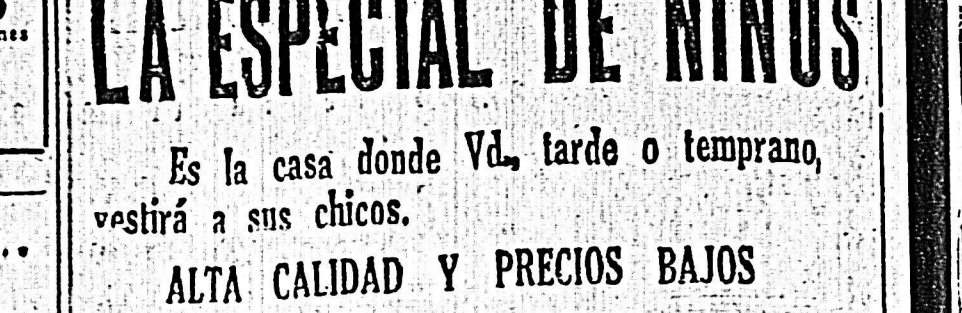 LA ESPECIAL DE NIÑOS
Es la casa donde Vd., tarde o temprano,
vestirá a sus chicos.
ALTA CALIDAD Y PRECIOS BAJOS